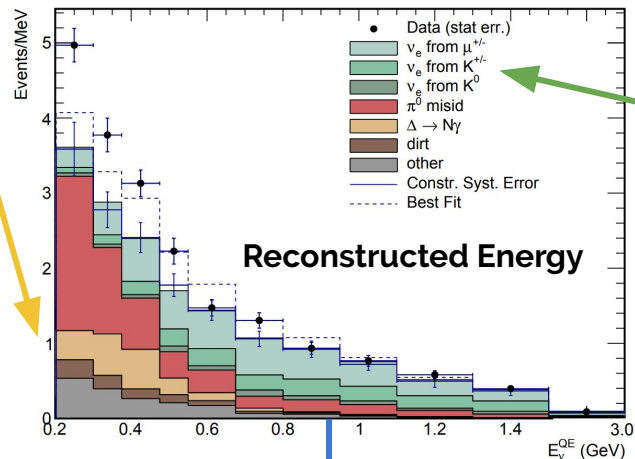 Events/MeV
5
4
3
2
1
0
Data (stat err.)
νe from μ+/-
νe from K+/-
νe from K0
π0 misid
Δ → Nγ
dirt
other
Constr. Syst. Error
Best Fit
Reconstructed Energy
0.2 0.4 0.6 0.8 1.0 1.2 1.4 3.0
EνQE (GeV)